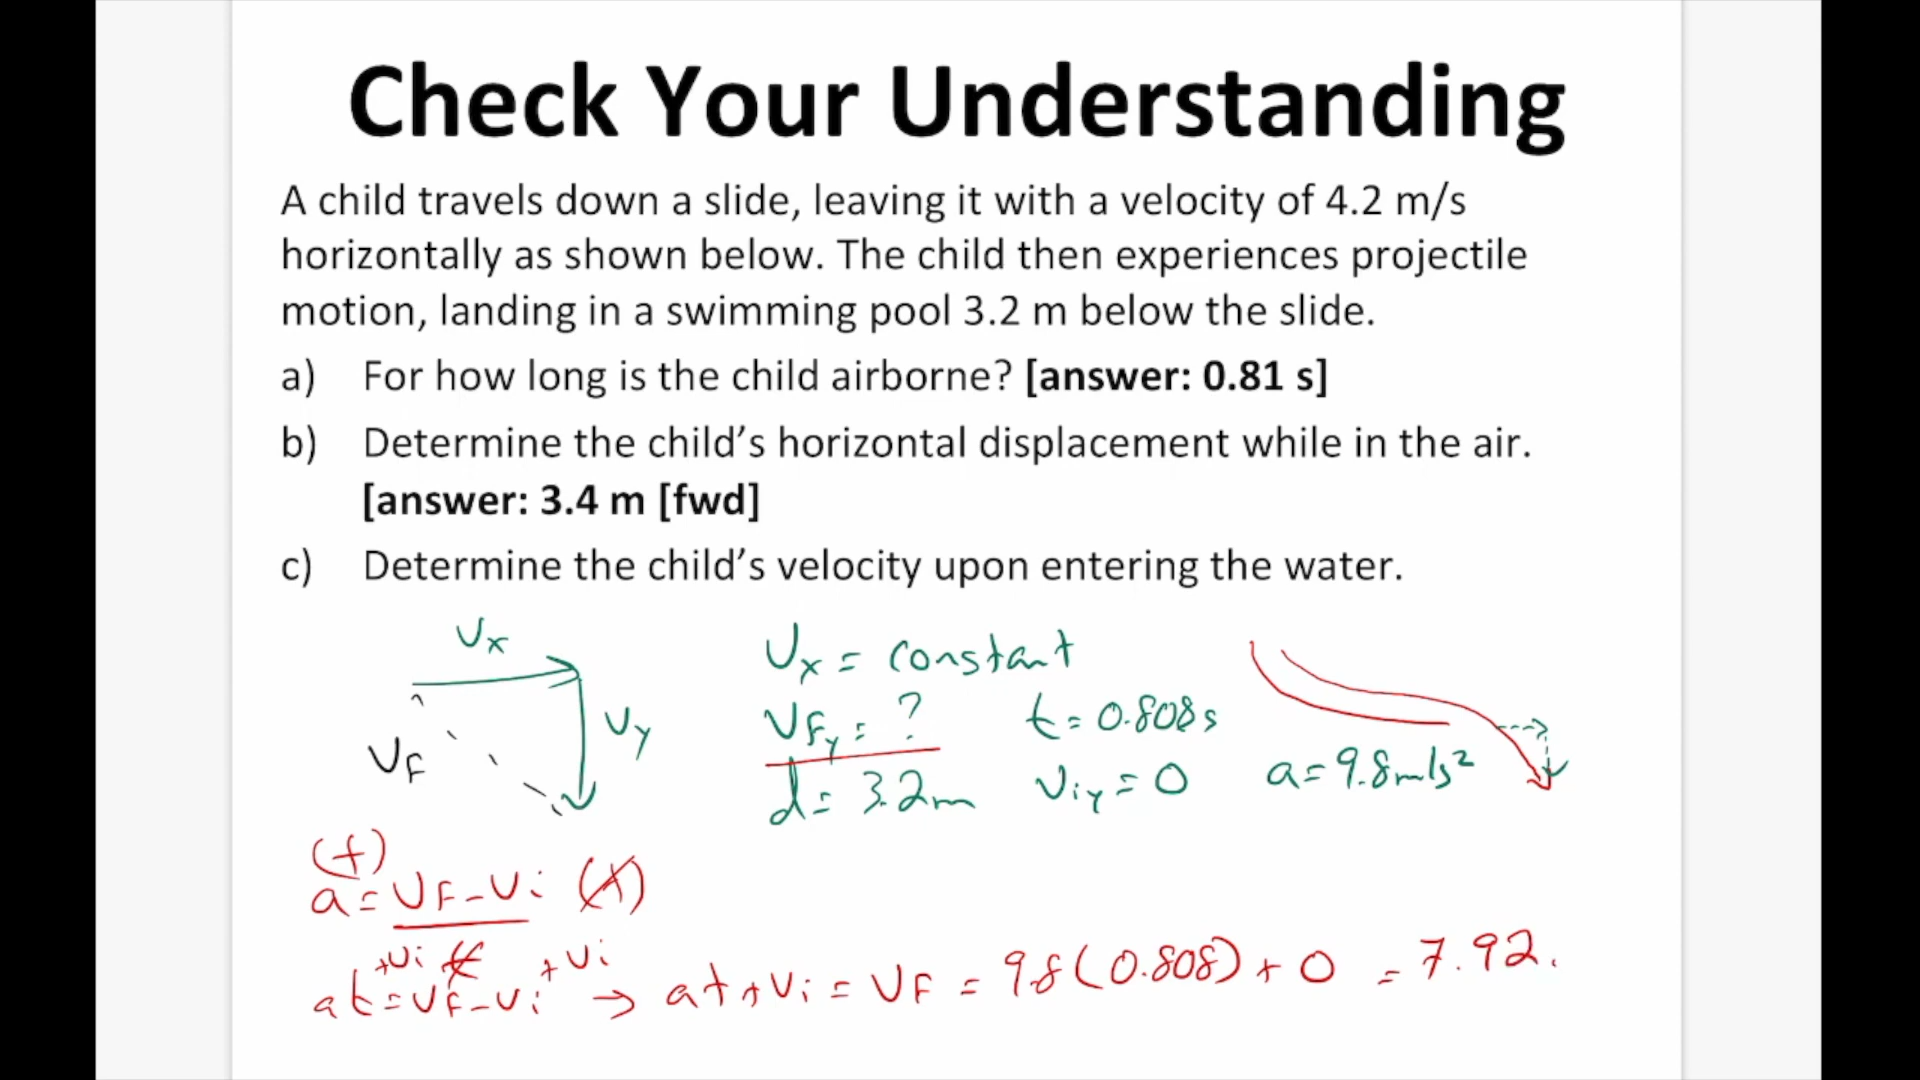 Check Your Understanding
A child travels down a slide, leaving it with a velocity of 4.2 m/s
horizontally as shown below. The child then experiences projectile
motion, landing in a swimming pool 3.2 m below the slide.
a) For how long is the child airborne? [answer: 0.81 s]
b) Determine the child’s horizontal displacement while in the air.
[answer: 3.4 m [fwd]
c) Determine the child’s velocity upon entering the water.
Vx
Vy
VF
Vx = constant
VFy = ? t = 0.808s
d = 3.2m Viy = 0 a = 9.8m/s²
(t)
a = VF - Vi (t)
t
+Vi +Vi
at = VF - Vi → at + Vi = VF = 9.8(0.808) + 0 = 7.92.